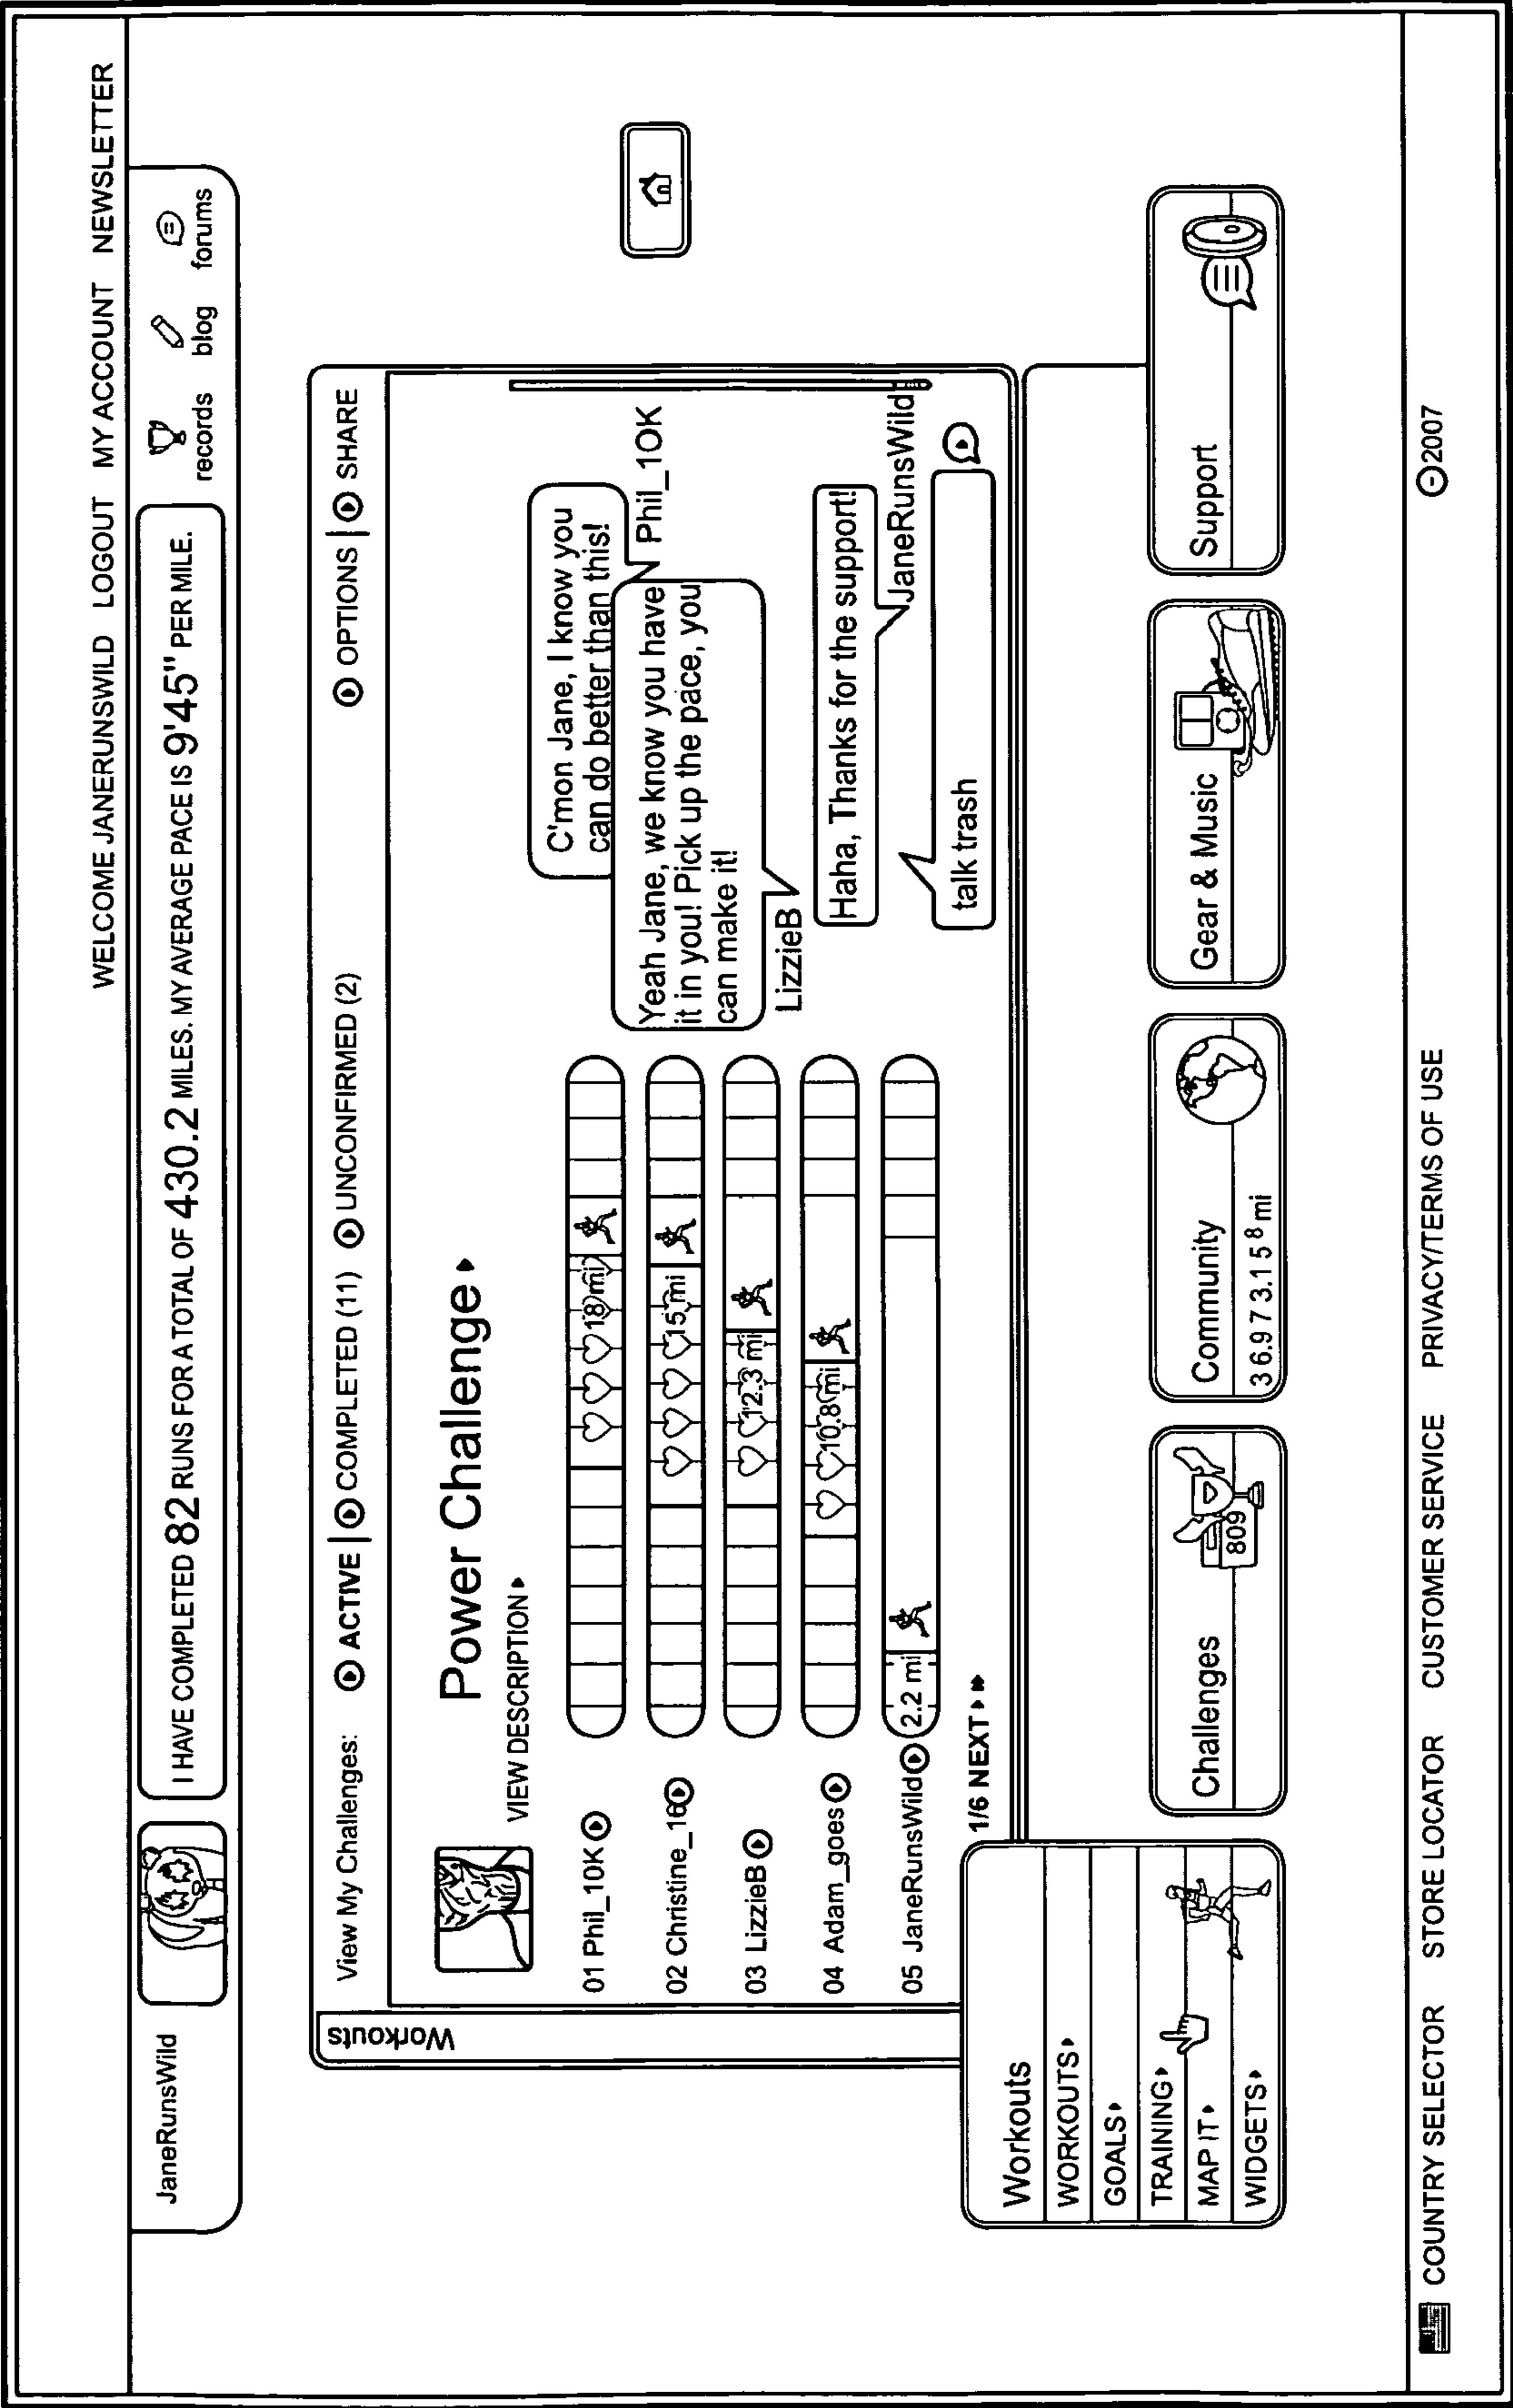 WELCOME JANERUNSWILD LOGOUT MY ACCOUNT NEWSLETTER
JaneRunsWild
I HAVE COMPLETED 82 RUNS FOR A TOTAL OF 430.2 MILES. MY AVERAGE PACE IS 9'45" PER MILE.
records
blog
forums
View My Challenges: ACTIVE | COMPLETED (11) UNCONFIRMED (2)
OPTIONS | SHARE
Workouts
Power Challenge
VIEW DESCRIPTION
01 Phil_10K 18 mi
02 Christine_16 15 mi
03 LizzieB 12.3 mi
04 Adam_goes 10.8 mi
05 JaneRunsWild 2.2 mi
1/6 NEXT
C'mon Jane, I know you
can do better than this!
Phil_10K
Yeah Jane, we know you have
it in you! Pick up the pace, you
can make it!
LizzieB
Haha, Thanks for the support!
JaneRunsWild
talk trash
Workouts
WORKOUTS
GOALS
TRAINING
MAP IT
WIDGETS
Challenges
809
Community
3 6.9 7 3.1 5 8 mi
Gear & Music
Support
COUNTRY SELECTOR STORE LOCATOR CUSTOMER SERVICE PRIVACY/TERMS OF USE
2007